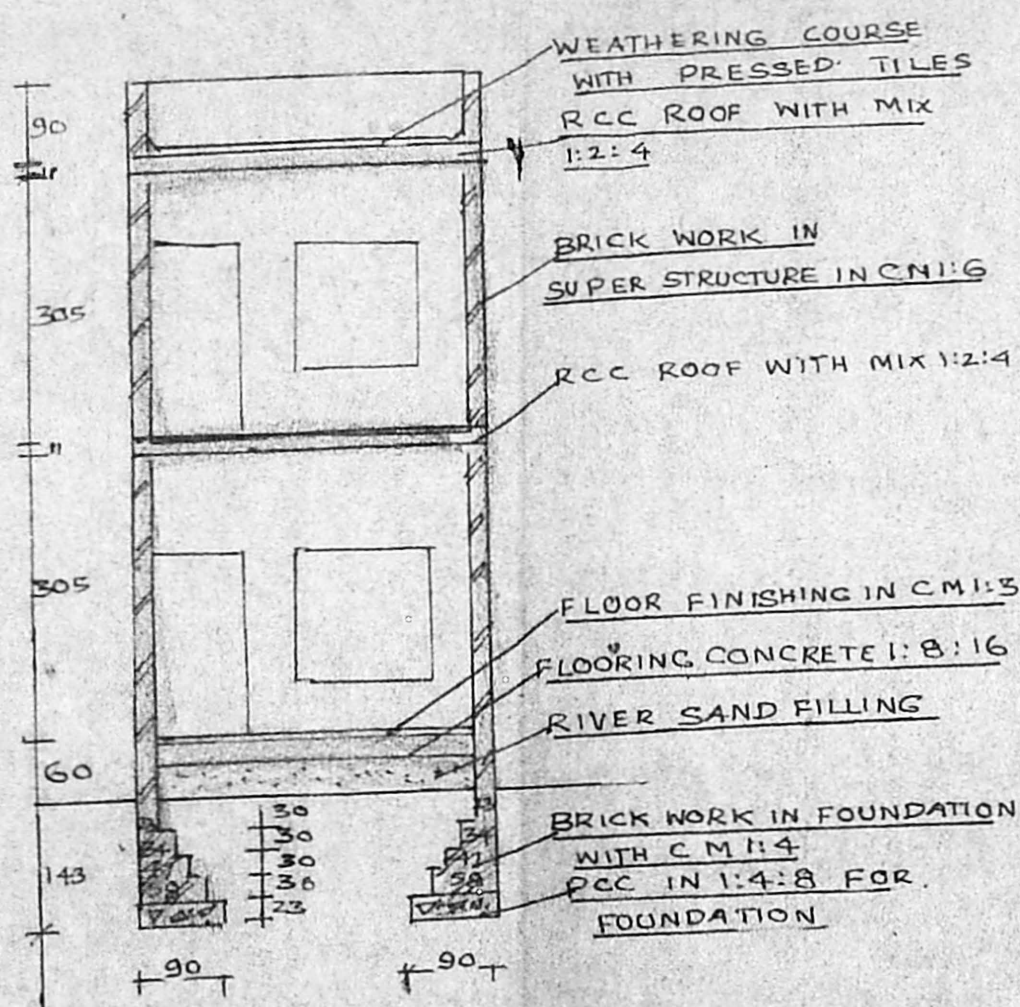 WEATHERING COURSE
WITH PRESSED TILES
RCC ROOF WITH MIX
1:2:4
BRICK WORK IN
SUPER STRUCTURE IN CN1:6
RCC ROOF WITH MIX 1:2:4
FLOOR FINISHING IN CM1:3
FLOORING CONCRETE 1:8:16
RIVER SAND FILLING
BRICK WORK IN FOUNDATION
WITH CM 1:4
PCC IN 1:4:8 FOR
FOUNDATION
90
11
305
11
305
60
143
30
30
30
30
23
34
58
90
90